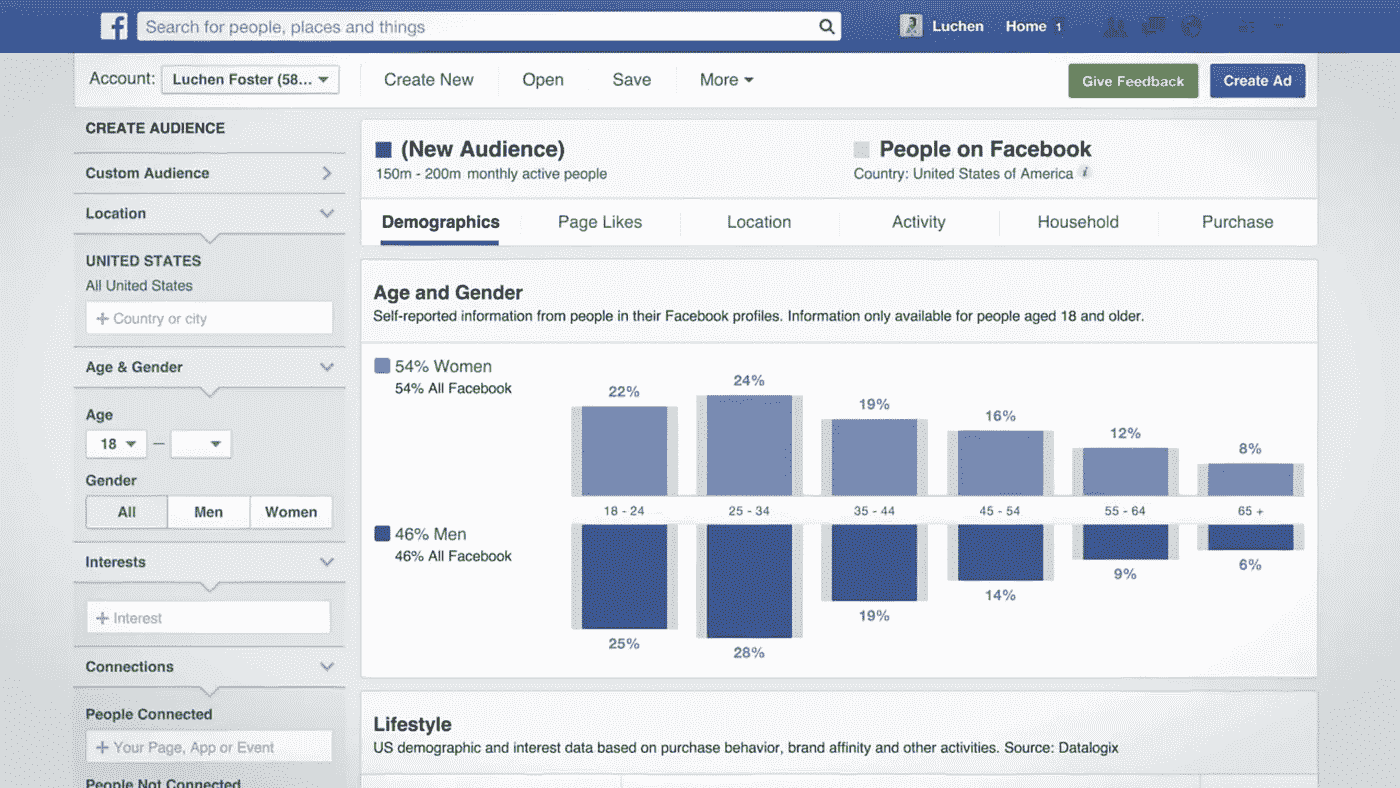 f Search for people, places and things Luchen Home 1
Account: Luchen Foster (58... Create New Open Save More Give Feedback Create Ad
CREATE AUDIENCE
Custom Audience
Location
UNITED STATES
All United States
+ Country or city
Age & Gender
Age
18 —
Gender
All Men Women
Interests
+ Interest
Connections
People Connected
+ Your Page, App or Event
People Not Connected
(New Audience)
150m - 200m monthly active people
People on Facebook
Country: United States of America i
Demographics Page Likes Location Activity Household Purchase
Age and Gender
Self-reported information from people in their Facebook profiles. Information only available for people aged 18 and older.
54% Women
54% All Facebook
22% 24% 19% 16% 12% 8%
18 - 24 25 - 34 35 - 44 45 - 54 55 - 64 65 +
46% Men
46% All Facebook
25% 28% 19% 14% 9% 6%
Lifestyle
US demographic and interest data based on purchase behavior, brand affinity and other activities. Source: Datalogix